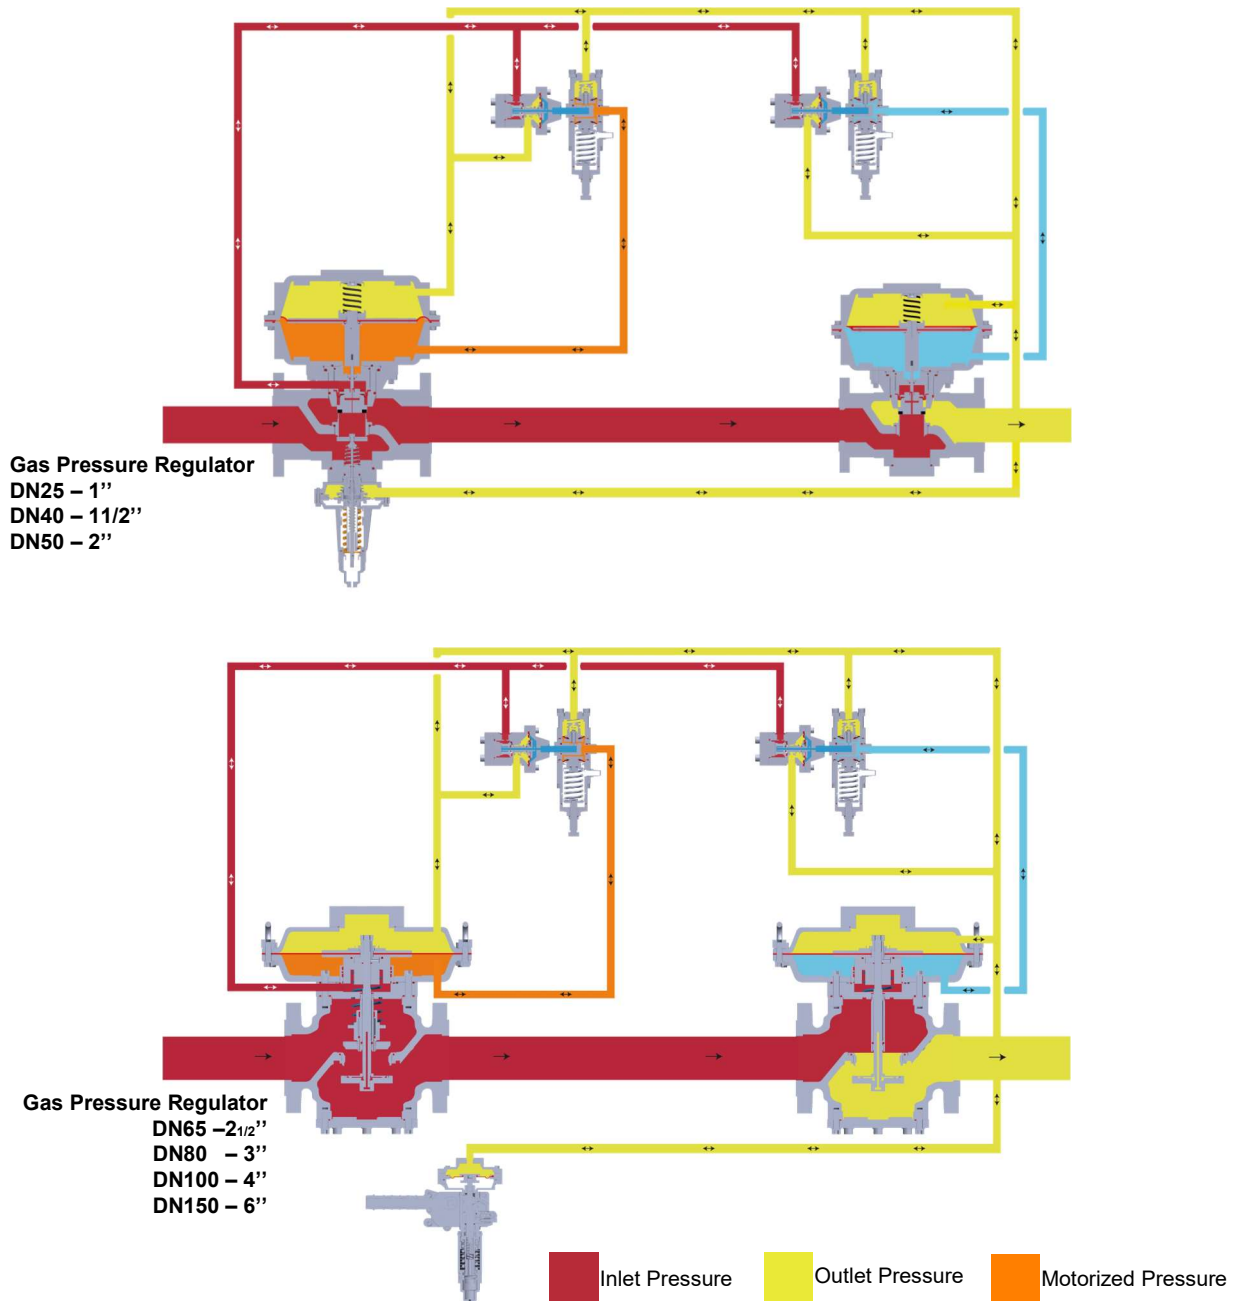 Gas Pressure Regulator
DN25 – 1’’
DN40 – 11/2’’
DN50 – 2’’
Gas Pressure Regulator
DN65 –21/2’’
DN80 – 3’’
DN100 – 4’’
DN150 – 6’’
Inlet Pressure
Outlet Pressure
Motorized Pressure